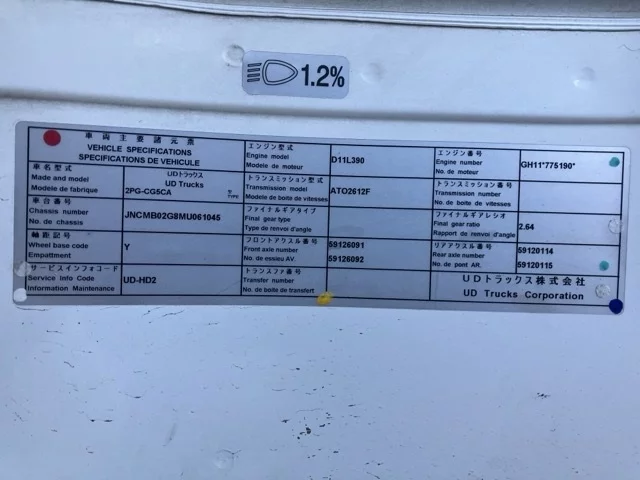 1.2%
車両主要諸元表
VEHICLE SPECIFICATIONS
SPECIFICATIONS DE VEHICULE
車名型式
Made and model
Modele de fabrique
UDトラックス
UD Trucks
2PG-CG5CA
型式
TYPE
車台番号
Chassis number
No. de chassis
JNCMB02G8MU061045
軸距記号
Wheel base code
Empattment
Y
サービスインフォコード
Service Info Code
Information Maintenance
UD-HD2
エンジン型式
Engine model
Modele de moteur
D11L390
トランスミッション型式
Transmission model
Modele de boite de vitesses
ATO2612F
ファイナルギアタイプ
Final gear type
Type de renvoi d'angle
フロントアクスル番号
Front axle number
No. de essieu AV.
59126091
59126092
トランスファ番号
Transfer number
No. de boite de transfert
エンジン番号
Engine number
No. de moteur
GH11*775190*
トランスミッション番号
Transmission number
No. de boite de vitesses
ファイナルギアレシオ
Final gear ratio
Rapport de renvoi d'angle
2.64
リアアクスル番号
Rear axle number
No. de pont AR.
59120114
59120115
UDトラックス株式会社
UD Trucks Corporation